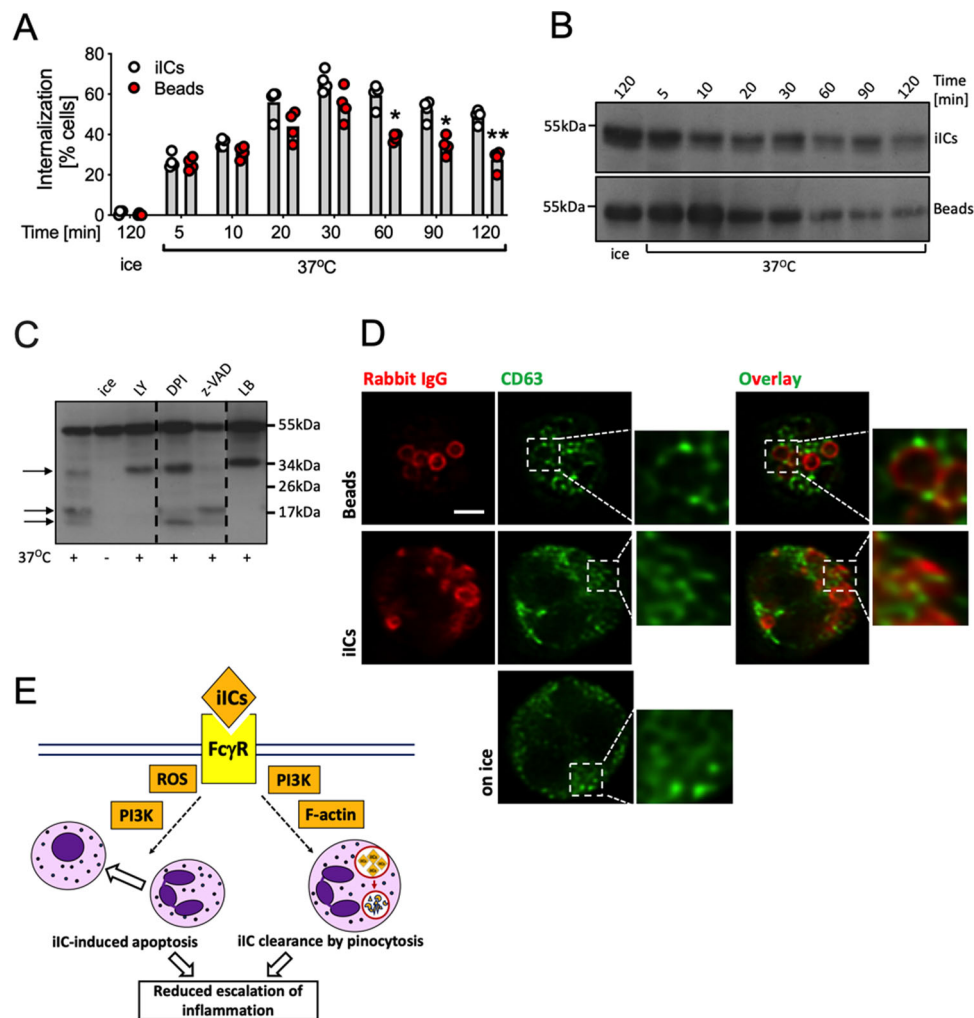 A
Internalization
[% cells]
80
60
40
20
0
iICs
Beads
*
*
**
Time [min]
120
5
10
20
30
60
90
120
ice
37ºC
B
120
5
10
20
30
60
90
120
Time
[min]
55kDa
iICs
55kDa
Beads
ice
37ºC
C
ice
LY
DPI
z-VAD
LB
55kDa
34kDa
26kDa
17kDa
37ºC
+
-
+
+
+
+
D
Rabbit IgG
CD63
Overlay
Beads
iICs
on ice
E
iICs
FcγR
ROS
PI3K
PI3K
F-actin
iIC-induced apoptosis
iIC clearance by pinocytosis
Reduced escalation of
inflammation